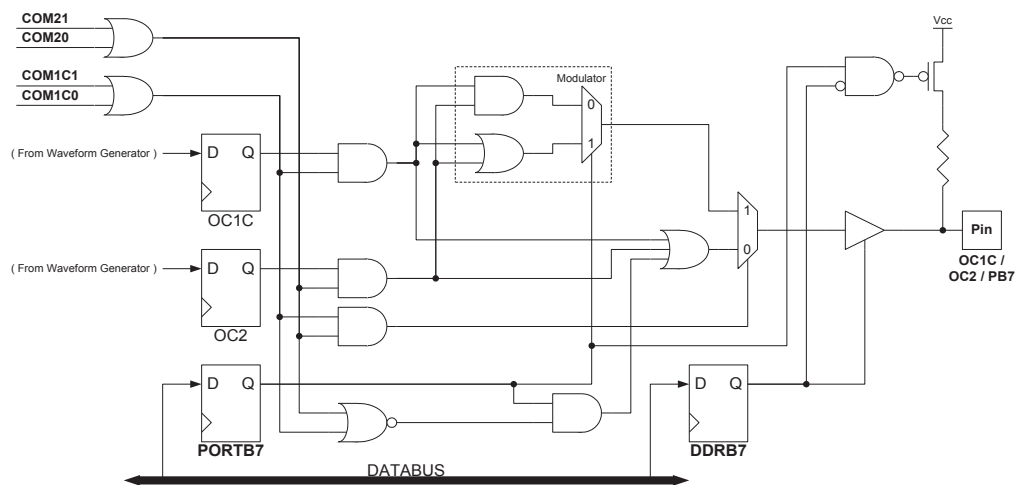 COM21
COM20
COM1C1
COM1C0
Vcc
Modulator
0
1
( From Waveform Generator )
D Q
OC1C
1
0
Pin
OC1C /
OC2 / PB7
( From Waveform Generator )
D Q
OC2
D Q
PORTB7
D Q
DDRB7
DATABUS